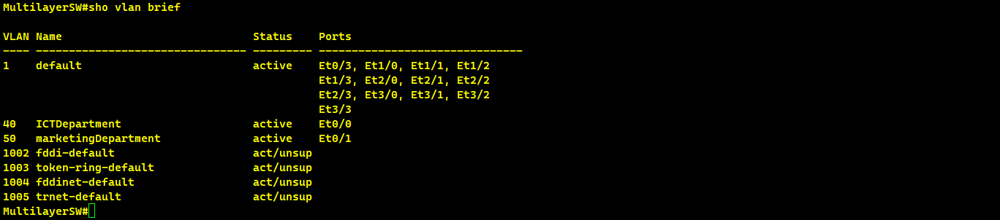 MultilayerSW#sho vlan brief
VLAN Name                             Status    Ports
---- -------------------------------- --------- -------------------------------
1    default                          active    Et0/3, Et1/0, Et1/1, Et1/2
                                                Et1/3, Et2/0, Et2/1, Et2/2
                                                Et2/3, Et3/0, Et3/1, Et3/2
                                                Et3/3
40   ICTDepartment                    active    Et0/0
50   marketingDepartment              active    Et0/1
1002 fddi-default                     act/unsup
1003 token-ring-default               act/unsup
1004 fddinet-default                  act/unsup
1005 trnet-default                    act/unsup
MultilayerSW#